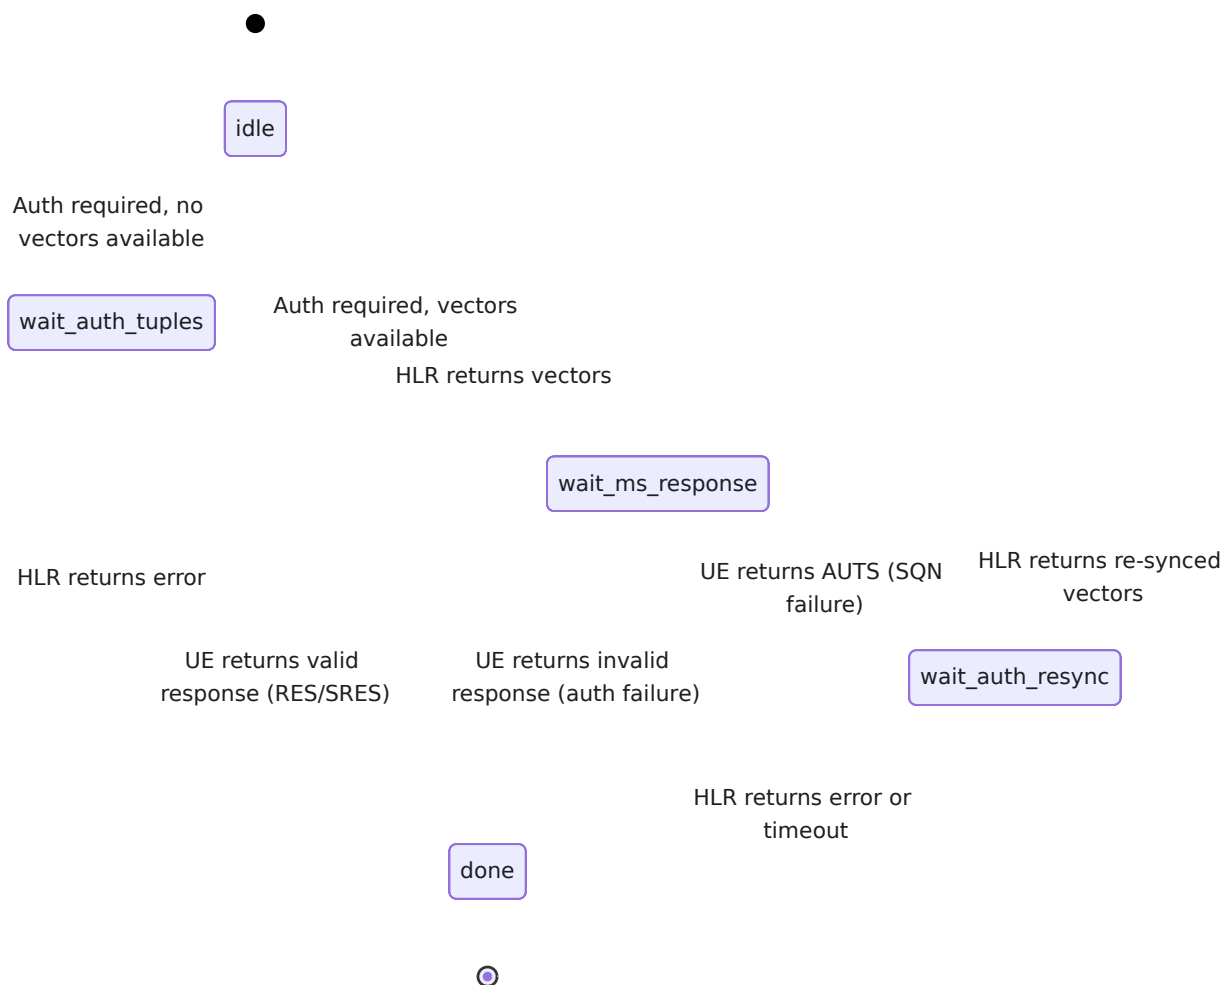 idle
Auth required, no
vectors available
wait_auth_tuples
Auth required, vectors
available
HLR returns vectors
wait_ms_response
HLR returns error
UE returns AUTS (SQN
failure)
HLR returns re-synced
vectors
UE returns valid
response (RES/SRES)
UE returns invalid
response (auth failure)
wait_auth_resync
HLR returns error or
timeout
done